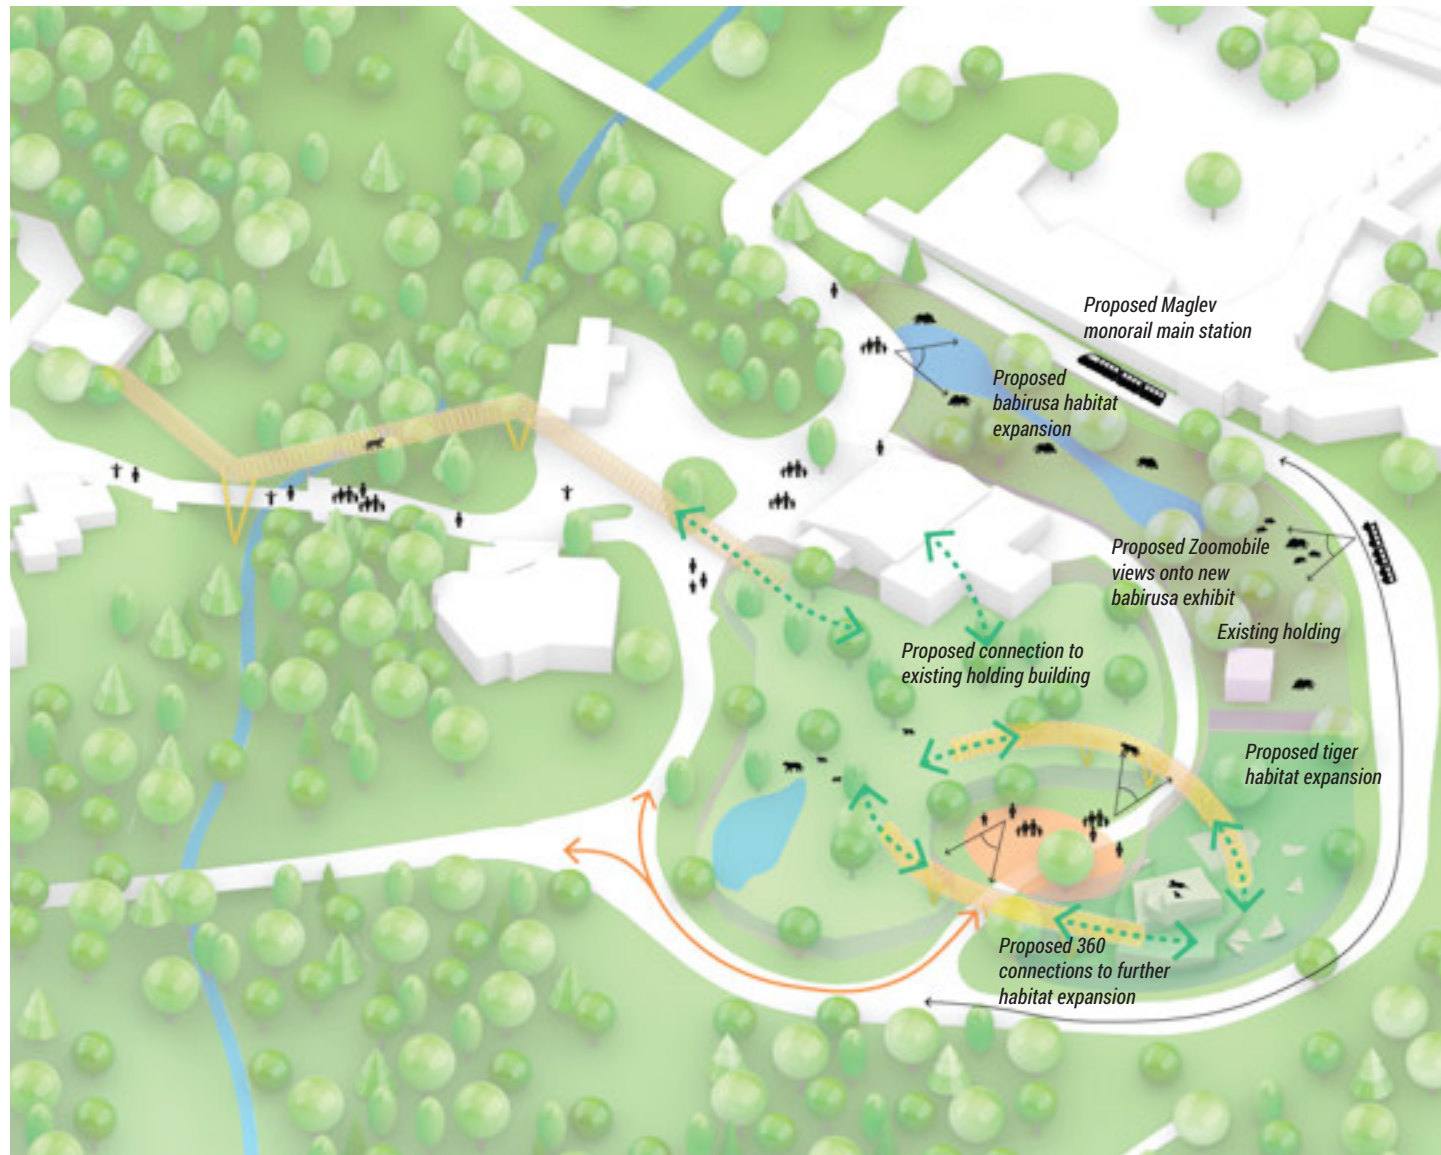 Proposed Maglev
monorail main station
Proposed
babirusa habitat
expansion
Proposed Zoomobile
views onto new
babirusa exhibit
Existing holding
Proposed connection to
existing holding building
Proposed tiger
habitat expansion
Proposed 360
connections to further
habitat expansion